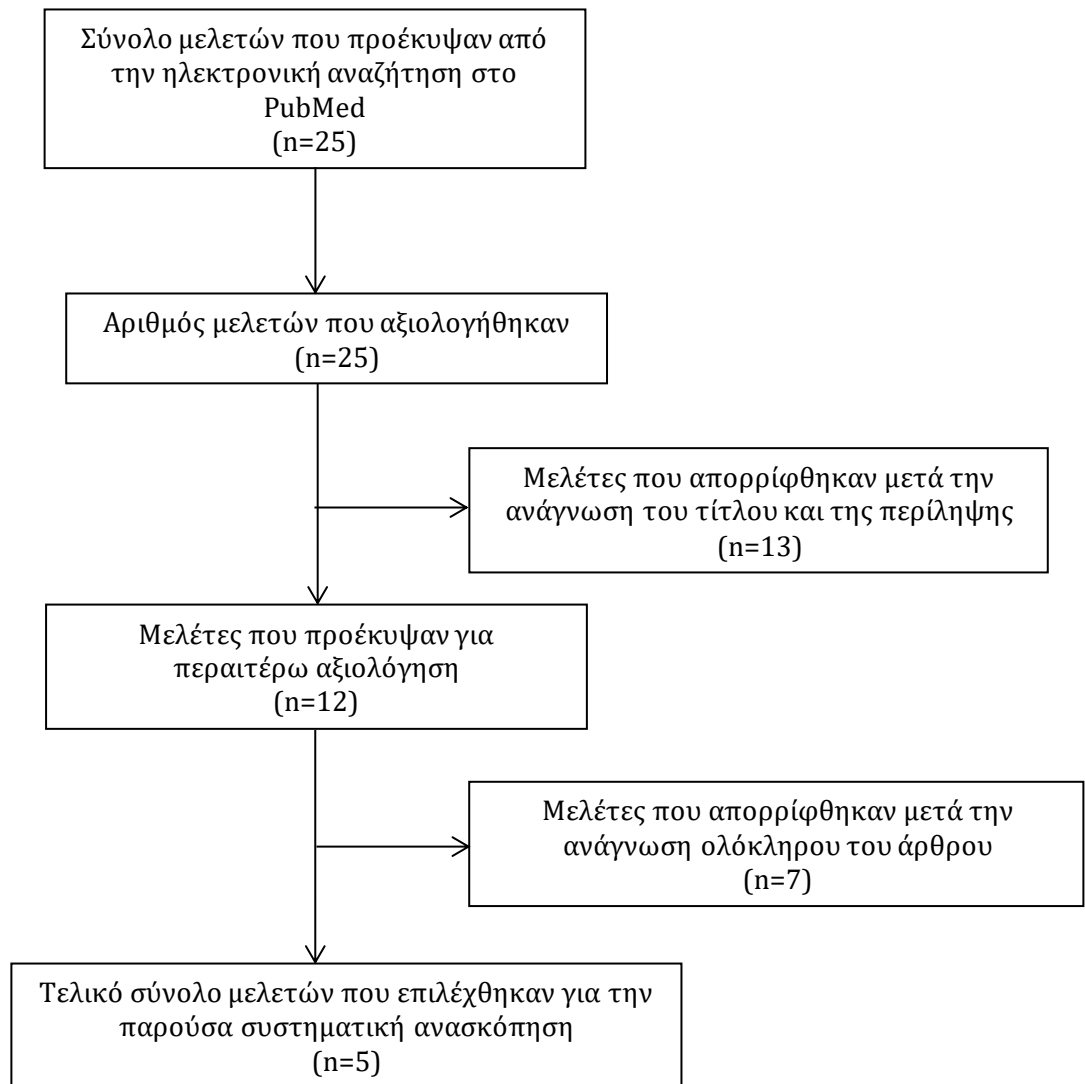 Σύνολο μελετών που προέκυψαν από
την ηλεκτρονική αναζήτηση στο
PubMed
(n=25)
Αριθμός μελετών που αξιολογήθηκαν
(n=25)
Μελέτες που απορρίφθηκαν μετά την
ανάγνωση του τίτλου και της περίληψης
(n=13)
Μελέτες που προέκυψαν για
περαιτέρω αξιολόγηση
(n=12)
Μελέτες που απορρίφθηκαν μετά την
ανάγνωση ολόκληρου του άρθρου
(n=7)
Τελικό σύνολο μελετών που επιλέχθηκαν για την
παρούσα συστηματική ανασκόπηση
(n=5)